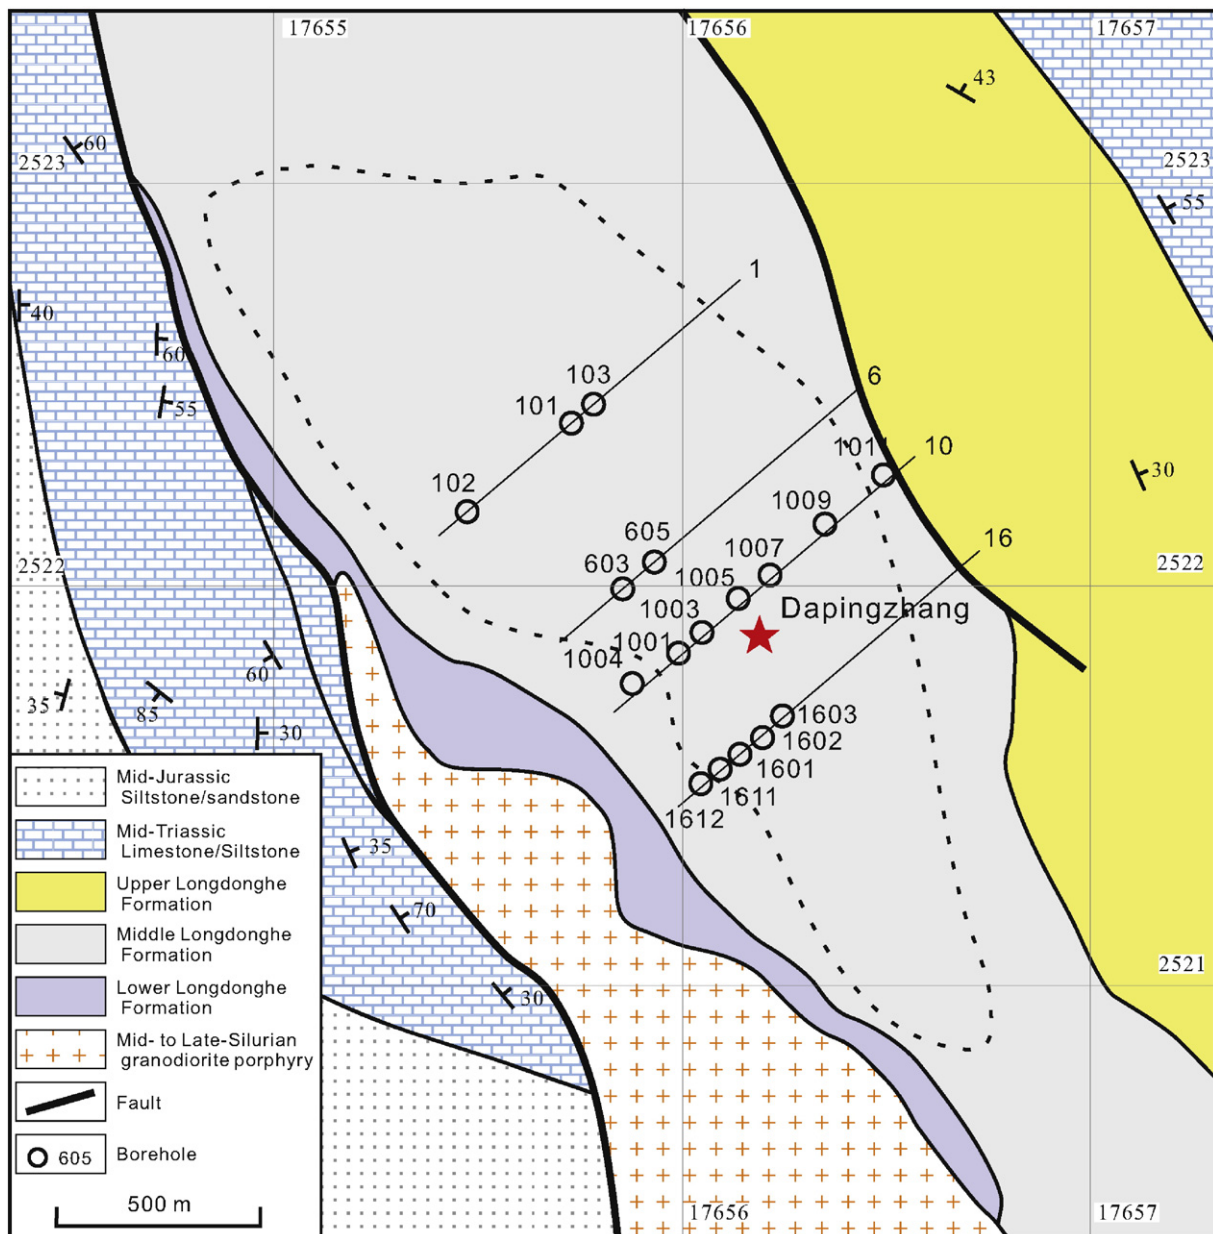 17655
17656
17657
43
60
2523
2523
55
1
40
60
103
6
55
101
101
10
30
102
1009
16
605
1007
603
1005
2522
2522
1003
Dapingzhang
1001
1004
60
35
85
30
1603
1602
1601
1611
1612
35
70
2521
30
Mid-Jurassic
Siltstone/sandstone
Mid-Triassic
Limestone/Siltstone
Upper Longdonghe
Formation
Middle Longdonghe
Formation
Lower Longdonghe
Formation
Mid- to Late-Silurian
granodiorite porphyry
Fault
605 Borehole
500 m
17656
17657